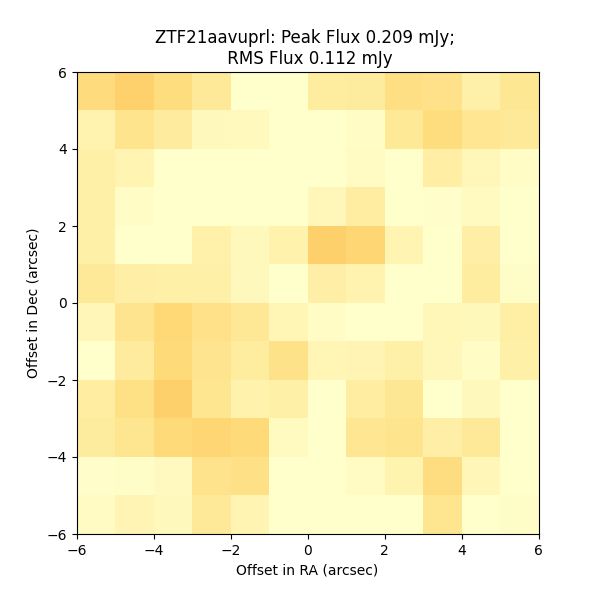 ZTF21aavuprl: Peak Flux 0.209 mJy;
RMS Flux 0.112 mJy
6
4
2
0
−2
−4
−6
Offset in Dec (arcsec)
−6 −4 −2 0 2 4 6
Offset in RA (arcsec)